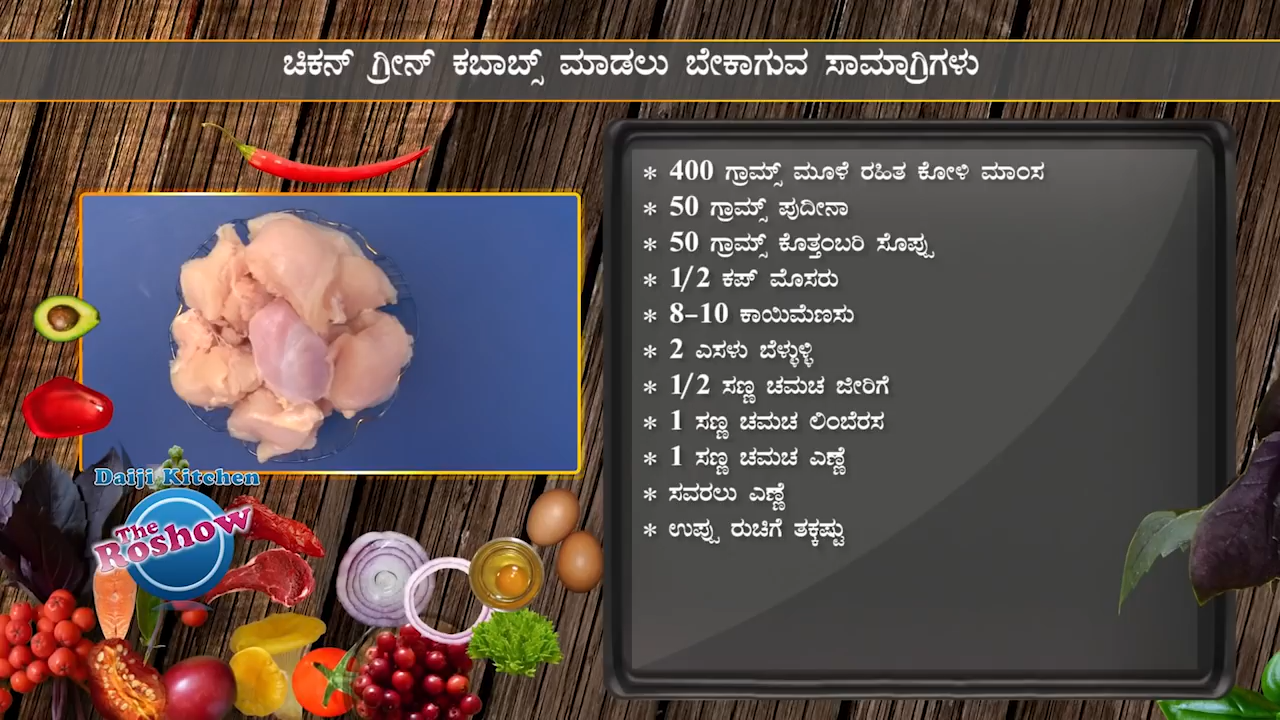 ಚಿಕನ್ ಗ್ರೀನ್ ಕಬಾಬ್ಸ್ ಮಾಡಲು ಬೇಕಾಗುವ ಸಾಮಾಗ್ರಿಗಳು
* 400 ಗ್ರಾಮ್ಸ್ ಮೂಳೆ ರಹಿತ ಕೋಳಿ ಮಾಂಸ
* 50 ಗ್ರಾಮ್ಸ್ ಪುದೀನಾ
* 50 ಗ್ರಾಮ್ಸ್ ಕೊತ್ತಂಬರಿ ಸೊಪ್ಪು
* 1/2 ಕಪ್ ಮೊಸರು
* 8-10 ಕಾಯಿಮೆಣಸು
* 2 ಎಸಳು ಬೆಳ್ಳುಳ್ಳಿ
* 1/2 ಸಣ್ಣ ಚಮಚ ಜೀರಿಗೆ
* 1 ಸಣ್ಣ ಚಮಚ ಲಿಂಬೆರಸ
* 1 ಸಣ್ಣ ಚಮಚ ಎಣ್ಣೆ
* ಸವರಲು ಎಣ್ಣೆ
* ಉಪ್ಪು ರುಚಿಗೆ ತಕ್ಕಷ್ಟು
Daiji Kitchen
The
Roshow